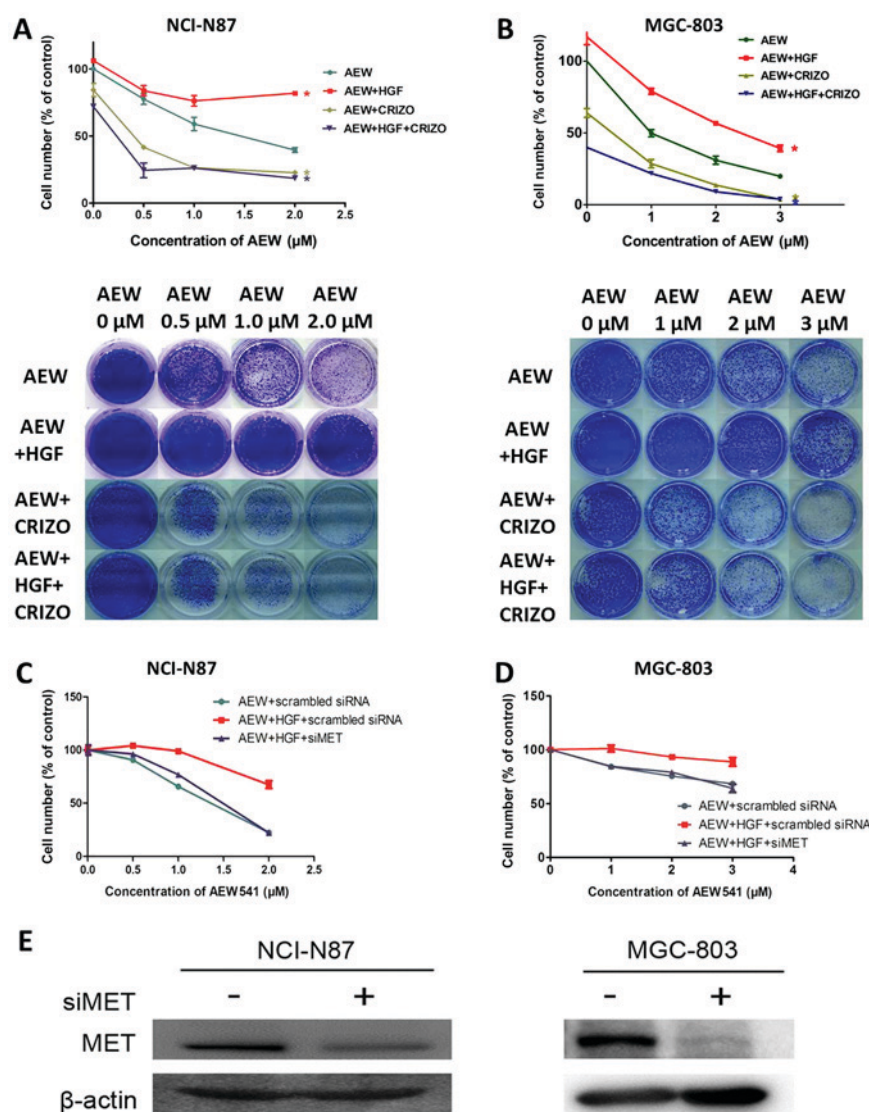 A
NCI-N87
Cell number (% of control)
100
50
0
0.0
0.5
1.0
1.5
2.0
2.5
Concentration of AEW (µM)
AEW
AEW+HGF
AEW+CRIZO
AEW+HGF+CRIZO
*
*
*
B
MGC-803
Cell number (% of control)
100
50
0
0
1
2
3
Concentration of AEW (µM)
AEW
AEW+HGF
AEW+CRIZO
AEW+HGF+CRIZO
*
*
*
AEW AEW AEW AEW
0 µM 0.5 µM 1.0 µM 2.0 µM
AEW
AEW
+HGF
AEW+
CRIZO
AEW+
HGF+
CRIZO
AEW AEW AEW AEW
0 µM 1 µM 2 µM 3 µM
AEW
AEW
+HGF
AEW+
CRIZO
AEW+
HGF+
CRIZO
C
NCI-N87
Cell number (% of control)
150
100
50
0
0.0
0.5
1.0
1.5
2.0
2.5
Concentration of AEW541 (µM)
AEW+scrambled siRNA
AEW+HGF+scrambled siRNA
AEW+HGF+siMET
D
MGC-803
Cell number (% of control)
150
100
50
0
0
1
2
3
4
Concentration of AEW541 (µM)
AEW+scrambled siRNA
AEW+HGF+scrambled siRNA
AEW+HGF+siMET
E
NCI-N87
MGC-803
siMET - + - +
MET
β-actin